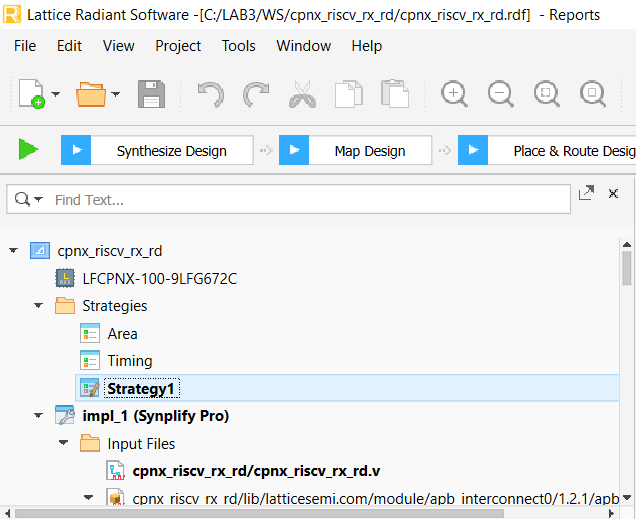 Lattice Radiant Software -[C:/LAB3/WS/cpnx_riscv_rx_rd/cpnx_riscv_rx_rd.rdf]  - Reports
File Edit View Project Tools Window Help
Synthesize Design Map Design Place & Route Desig
Find Text...
cpnx_riscv_rx_rd
LFCPNX-100-9LFG672C
Strategies
Area
Timing
Strategy1
impl_1 (Synplify Pro)
Input Files
cpnx_riscv_rx_rd/cpnx_riscv_rx_rd.v
cpnx_riscv_rx_rd/lib/latticesemi.com/module/apb_interconnect0/1.2.1/apb